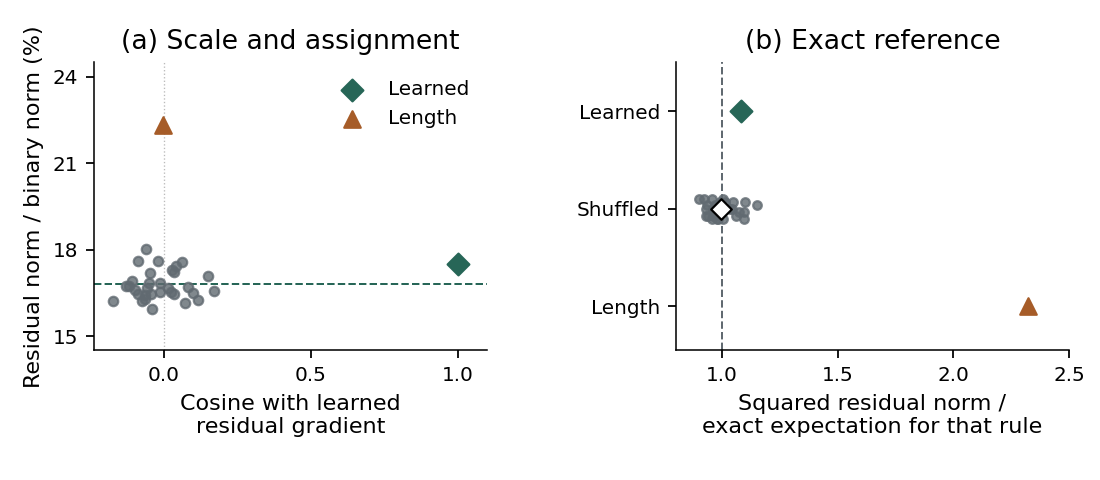 (a) Scale and assignment
Residual norm / binary norm (%)
24
21
18
15
Learned
Length
0.0
0.5
1.0
Cosine with learned
residual gradient
(b) Exact reference
Learned
Shuffled
Length
1.0
1.5
2.0
2.5
Squared residual norm /
exact expectation for that rule